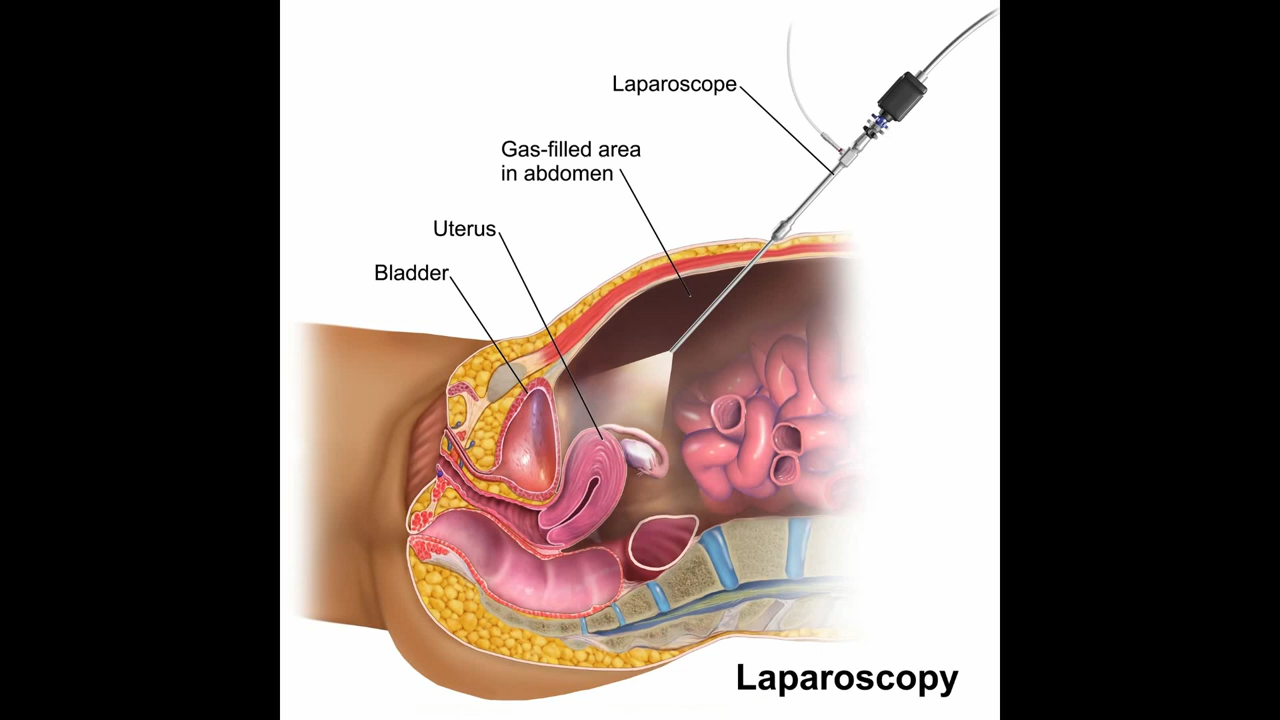 Laparoscope
Gas-filled area
in abdomen
Uterus
Bladder
Laparoscopy